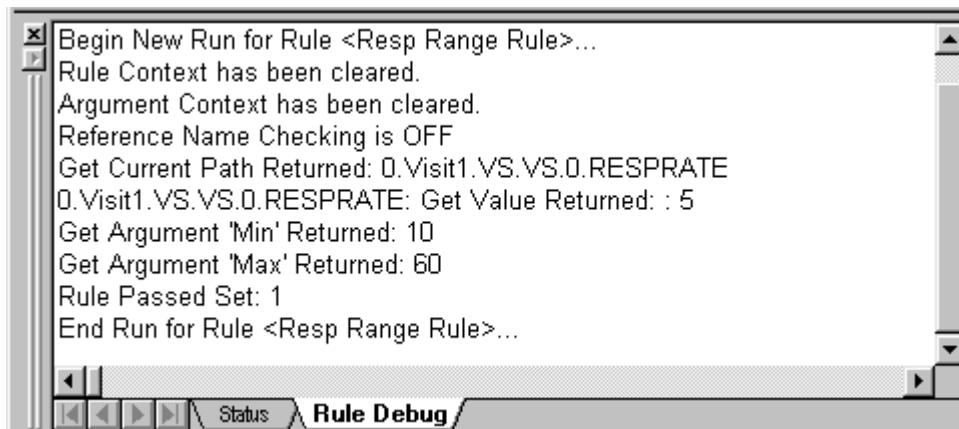 Begin New Run for Rule <Resp Range Rule>...
Rule Context has been cleared.
Argument Context has been cleared.
Reference Name Checking is OFF
Get Current Path Returned: 0.Visit1.VS.VS.0.RESPRATE
0.Visit1.VS.VS.0.RESPRATE: Get Value Returned: : 5
Get Argument 'Min' Returned: 10
Get Argument 'Max' Returned: 60
Rule Passed Set: 1
End Run for Rule <Resp Range Rule>...
Status Rule Debug